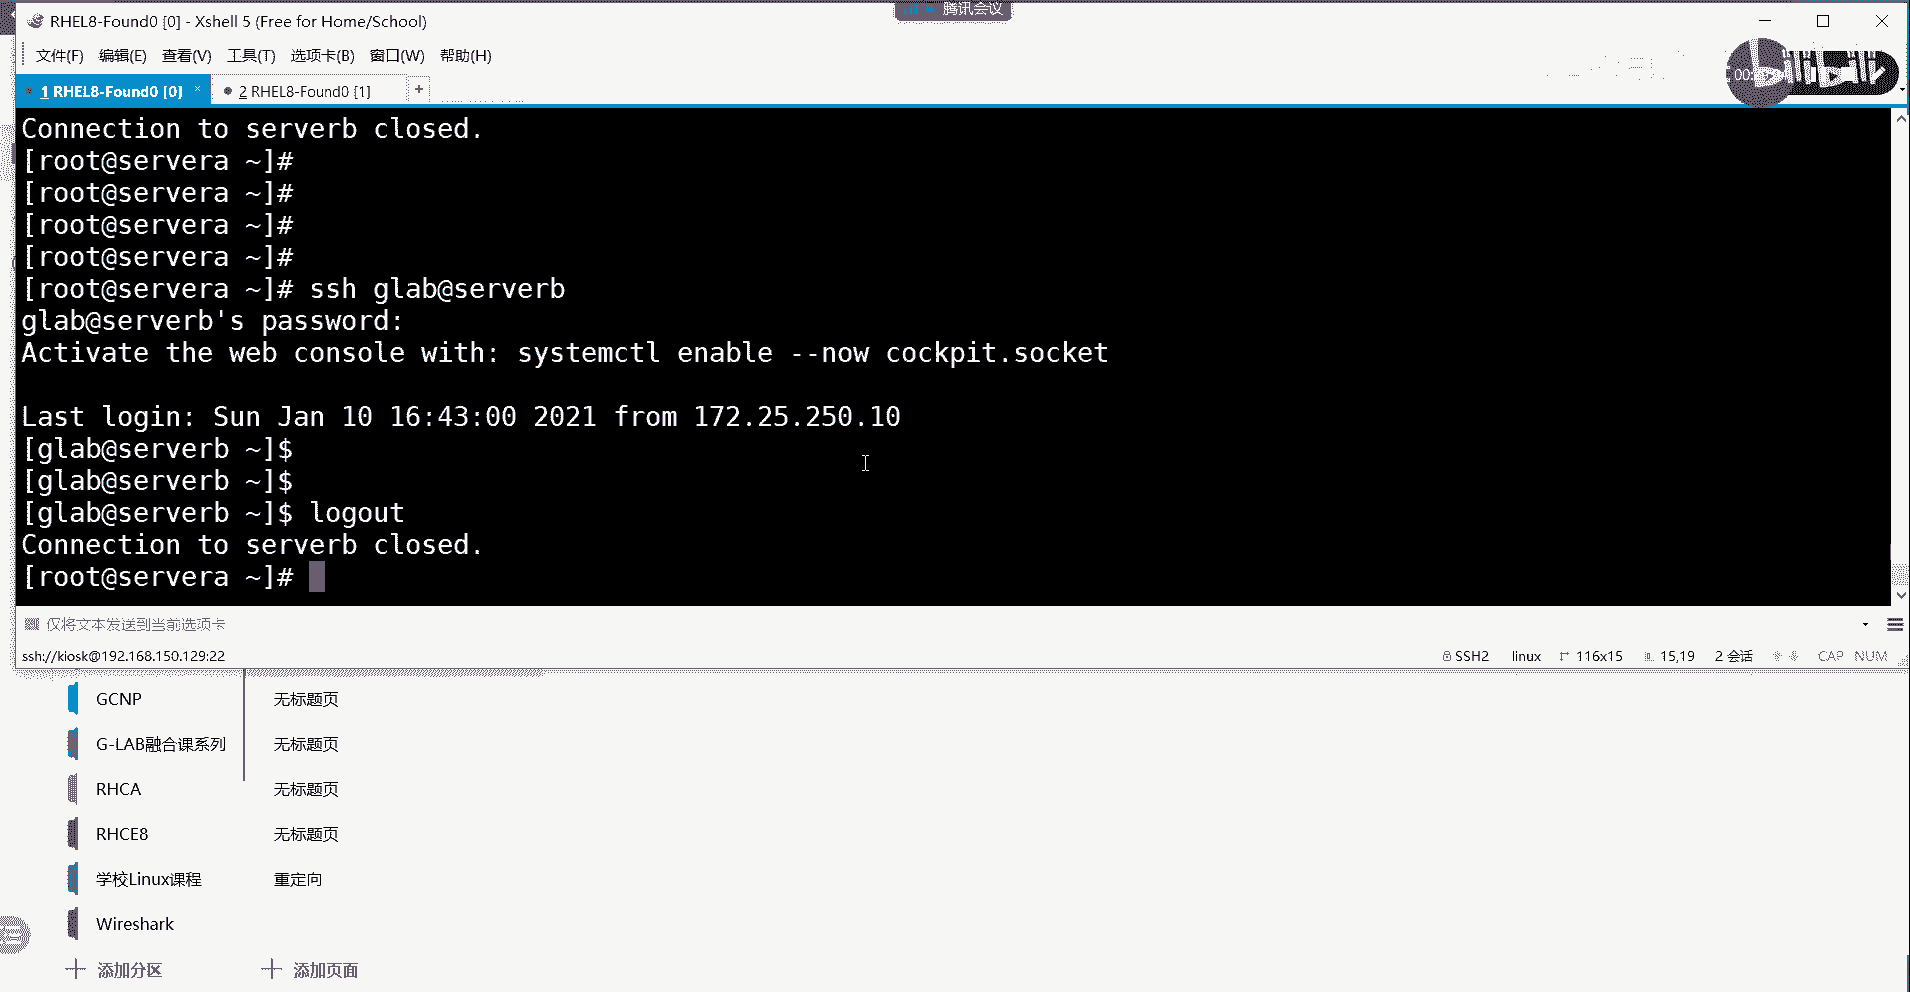 腾讯会议
RHEL8-Found0 [0] - Xshell 5 (Free for Home/School)
文件(F) 编辑(E) 查看(V) 工具(T) 选项卡(B) 窗口(W) 帮助(H)
bilibili
1 RHEL8-Found0 [0] × 2 RHEL8-Found0 [1] +
Connection to serverb closed.
[root@servera ~]#
[root@servera ~]#
[root@servera ~]#
[root@servera ~]#
[root@servera ~]# ssh glab@serverb
glab@serverb's password:
Activate the web console with: systemctl enable --now cockpit.socket
Last login: Sun Jan 10 16:43:00 2021 from 172.25.250.10
[glab@serverb ~]$
[glab@serverb ~]$
[glab@serverb ~]$ logout
Connection to serverb closed.
[root@servera ~]#
仅将文本发送到当前选项卡
ssh://kiosk@192.168.150.129:22 SSH2 linux 116x15 15,19 2 会话 CAP NUM
GCNP 无标题页
G-LAB融合课系列 无标题页
RHCA 无标题页
RHCE8 无标题页
学校Linux课程 重定向
Wireshark
添加分区 添加页面